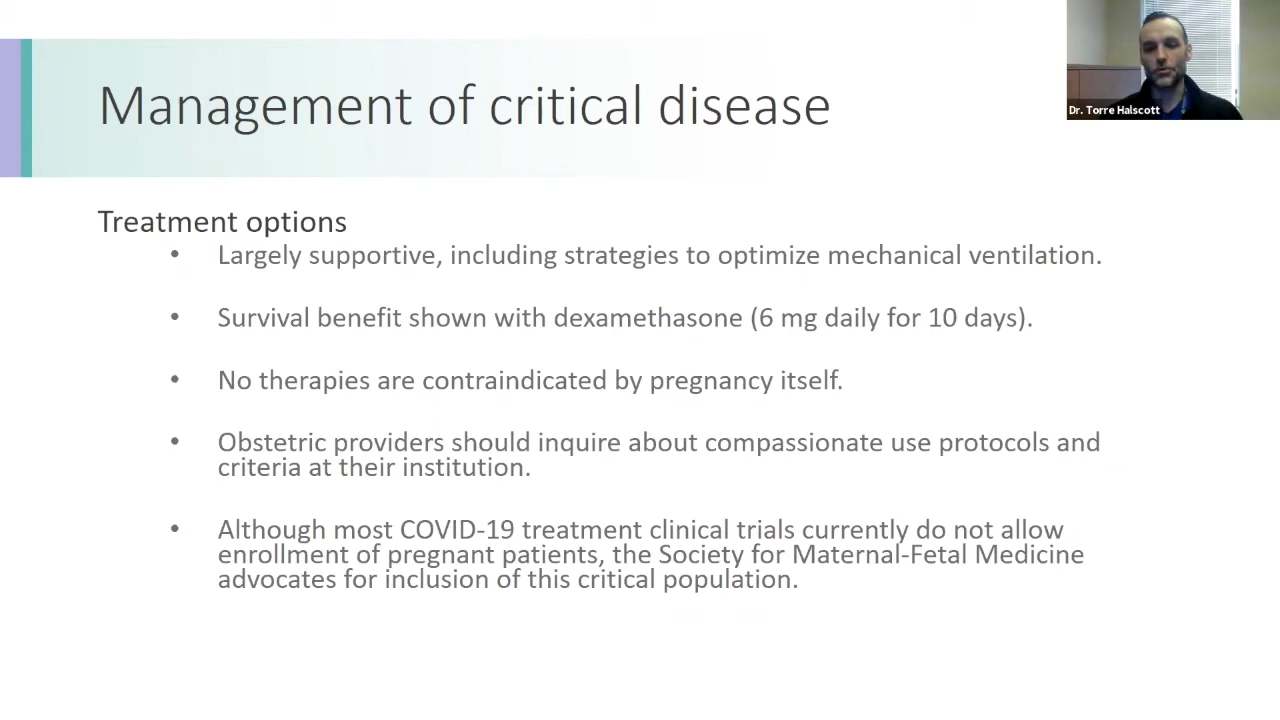 Management of critical disease
Dr. Torre Halscott
Treatment options
• Largely supportive, including strategies to optimize mechanical ventilation.
• Survival benefit shown with dexamethasone (6 mg daily for 10 days).
• No therapies are contraindicated by pregnancy itself.
• Obstetric providers should inquire about compassionate use protocols and
criteria at their institution.
• Although most COVID-19 treatment clinical trials currently do not allow
enrollment of pregnant patients, the Society for Maternal-Fetal Medicine
advocates for inclusion of this critical population.